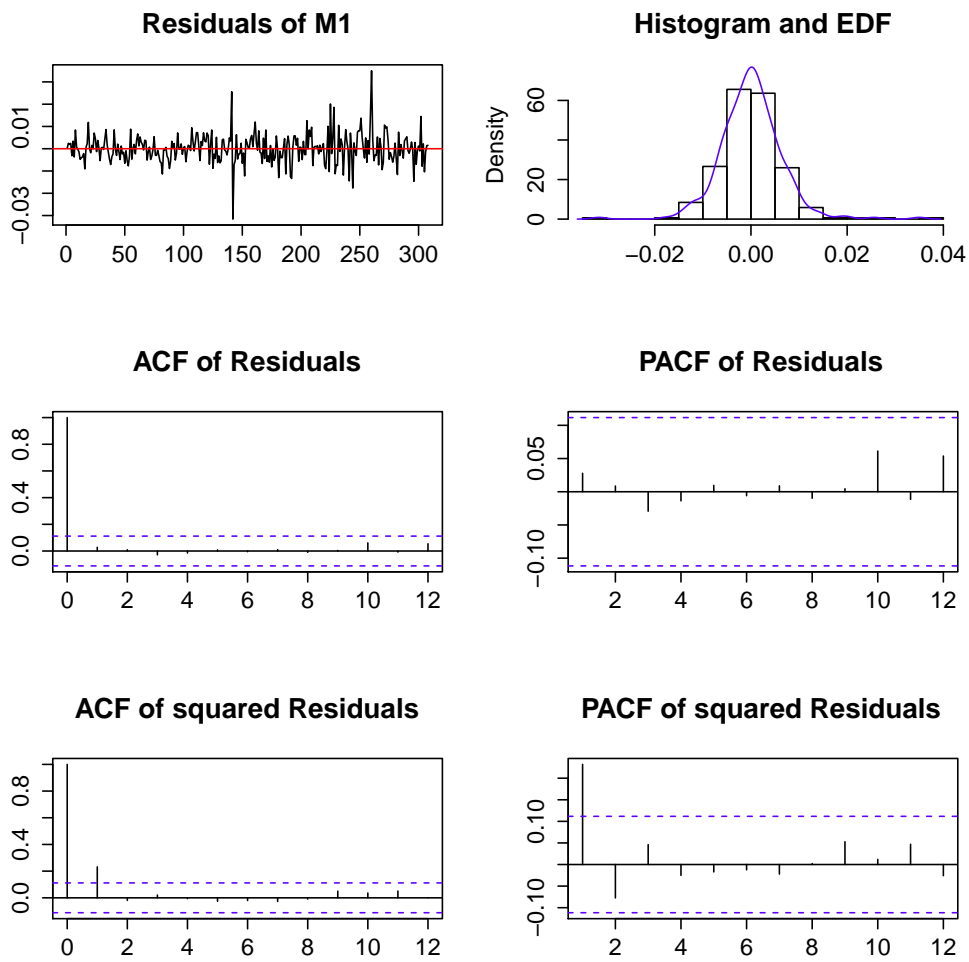 Residuals of M1
0.01
−0.03
0 50 100 150 200 250 300
Histogram and EDF
Density
60
20
0
−0.02 0.00 0.02 0.04
ACF of Residuals
0.8
0.4
0.0
0 2 4 6 8 10 12
PACF of Residuals
0.05
−0.10
2 4 6 8 10 12
ACF of squared Residuals
0.8
0.4
0.0
0 2 4 6 8 10 12
PACF of squared Residuals
0.10
−0.10
2 4 6 8 10 12